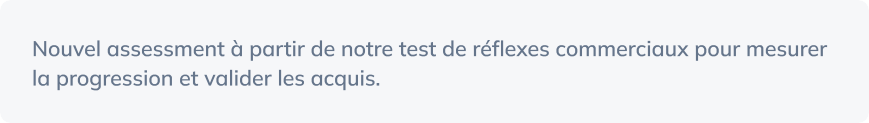 Nouvel assessment à partir de notre test de réflexes commerciaux pour mesurer
la progression et valider les acquis.